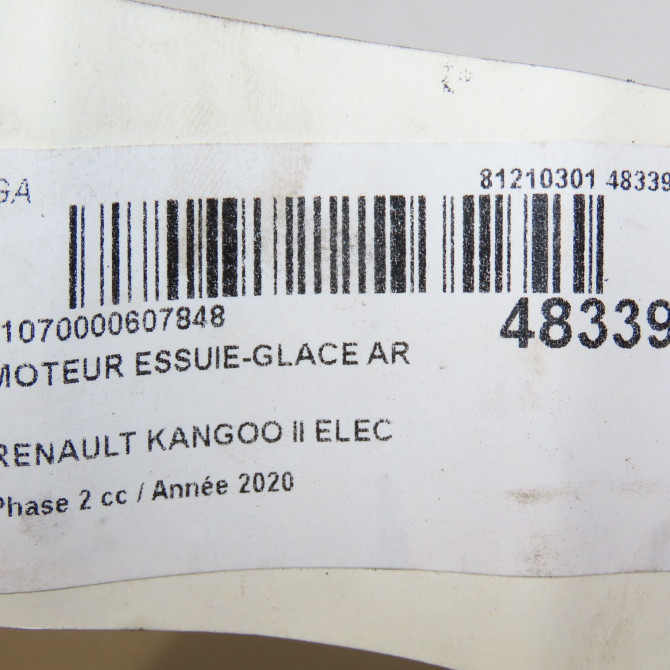 GA
81210301 48339
1070000607848
48339
MOTEUR ESSUIE-GLACE AR
RENAULT KANGOO II ELEC
Phase 2 cc / Année 2020